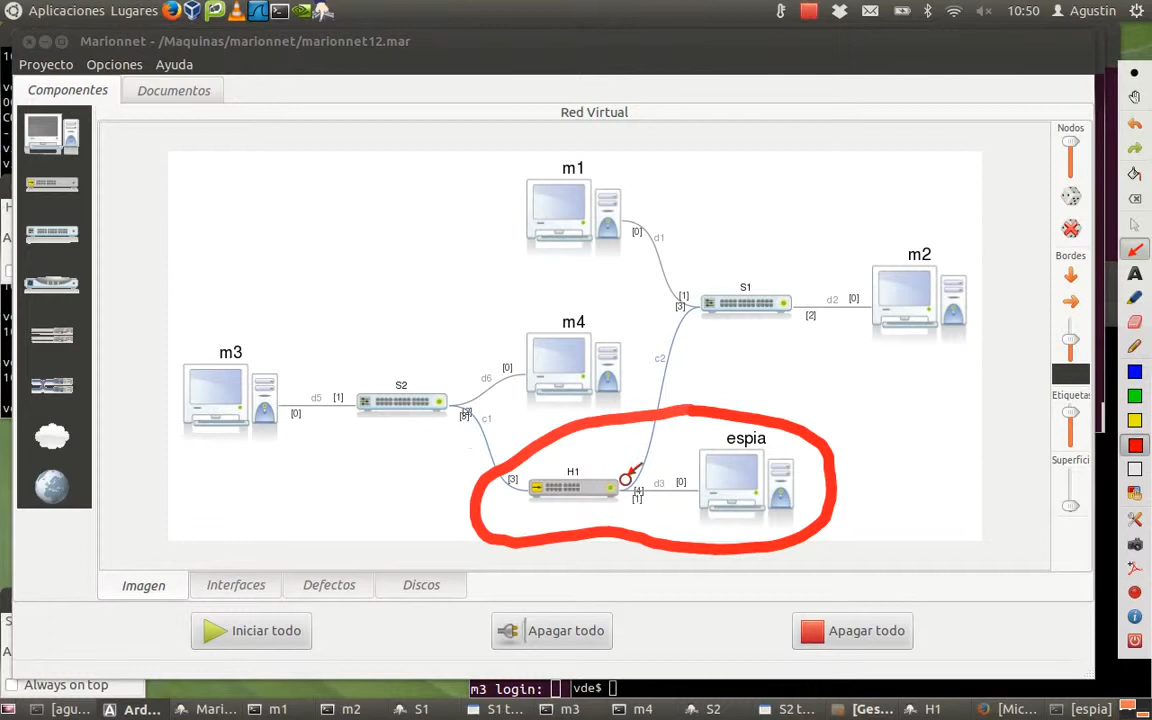 Aplicaciones Lugares
10:50 Agustin
Marionnet - /Maquinas/marionnet/marionnet12.mar
Proyecto Opciones Ayuda
Componentes Documentos
Red Virtual
Nodos
m1
[0] d1
m2
S1
[1]
[3]
d2 [0]
[2]
Bordes
m4
[0]
c2
m3
d6
S2
d5 [1]
[0]
c1
Etiquetas
espia
Superfici
H1
[3]
[4] d3 [0]
[1]
Imagen Interfaces Defectos Discos
Iniciar todo Apagar todo Apagar todo
Always on top
m3 login: vde$
[agu... Ard... Mari... m1 m2 S1 S1 t... m3 m4 S2 S2 t... [Ges... H1 [Mic... [espia]